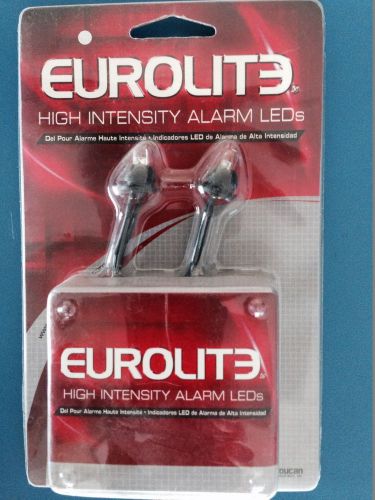 EUROLITE
HIGH INTENSITY ALARM LEDs
Del Pour Alarme Haute Intensité • Indicadores LED de Alarma de Alta Intensidad
EUROLITE
HIGH INTENSITY ALARM LEDs
Del Pour Alarme Haute Intensité • Indicadores LED de Alarma de Alta Intensidad
oucan